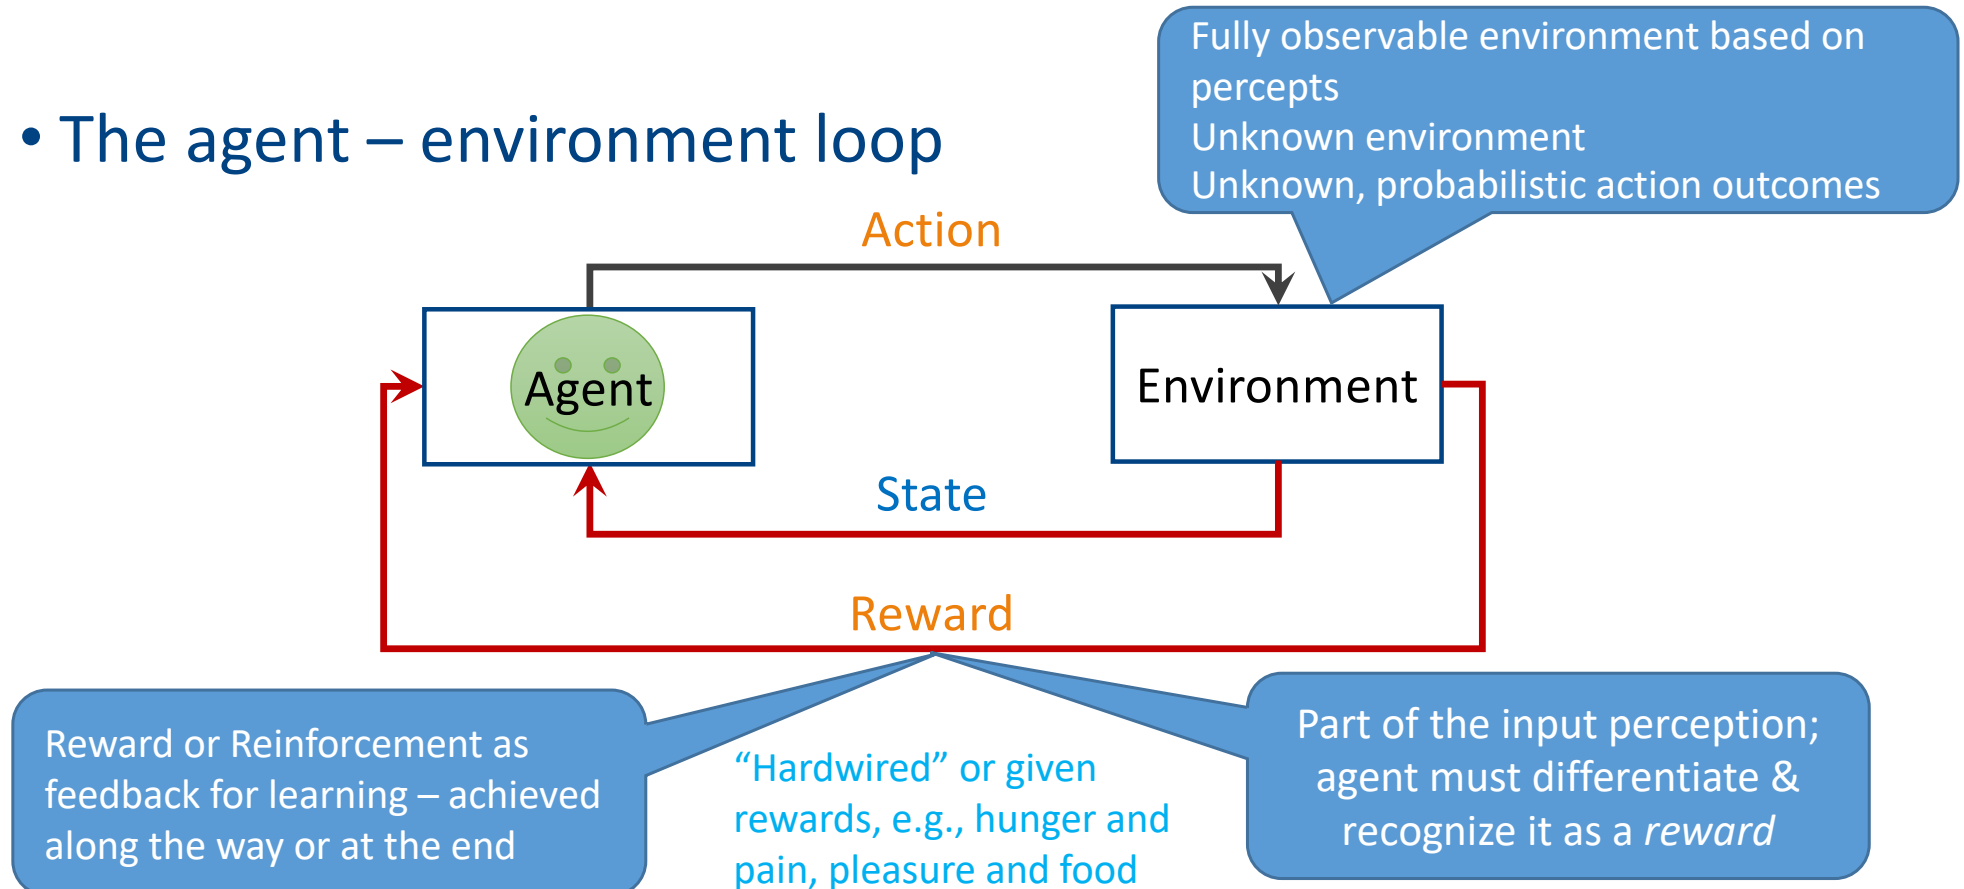 Fully observable environment based on
percepts
Unknown environment
Unknown, probabilistic action outcomes
• The agent – environment loop
Action
Agent
Environment
State
Reward
Reward or Reinforcement as
feedback for learning – achieved
along the way or at the end
“Hardwired” or given
rewards, e.g., hunger and
pain, pleasure and food
Part of the input perception;
agent must differentiate &
recognize it as a reward